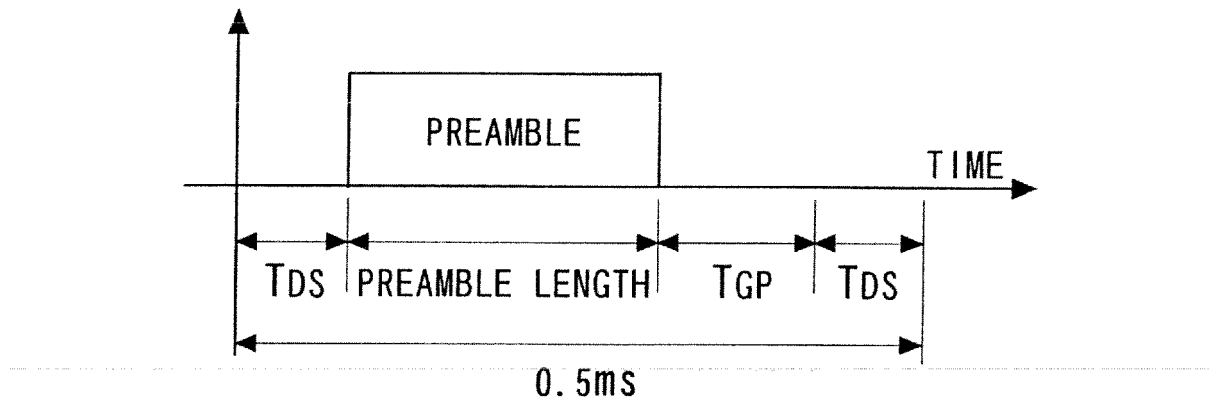 PREAMBLE
TIME
TDS PREAMBLE LENGTH TGP TDS
0.5ms